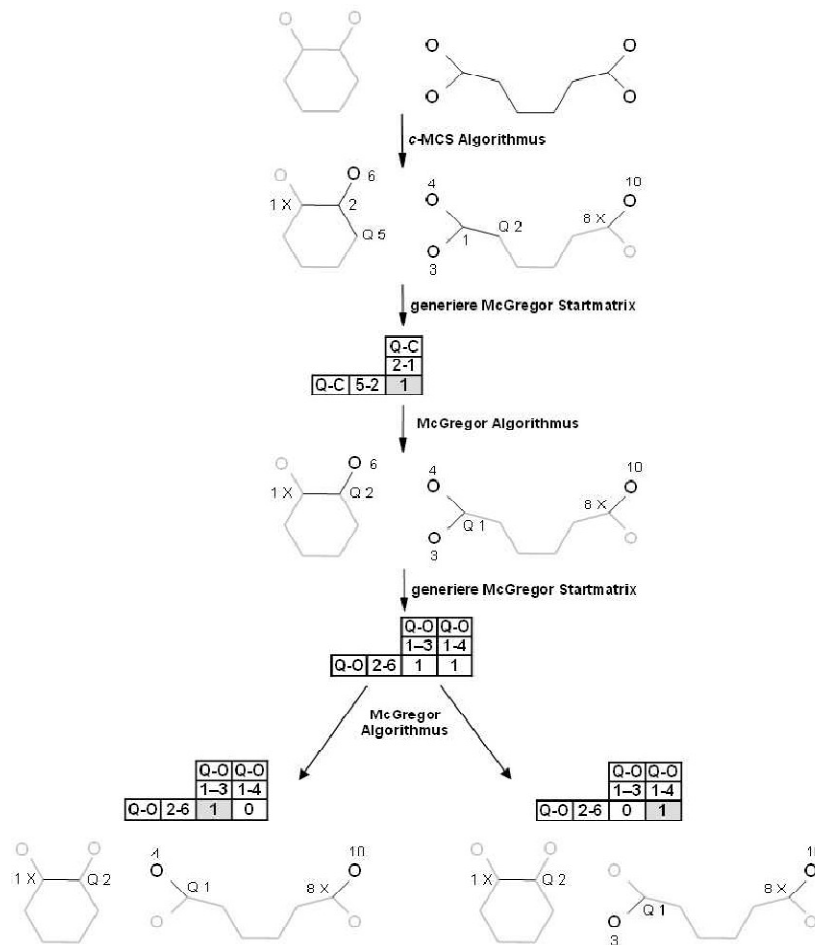 O O
O O
O O
c-MCS Algorithmus
O O 6
1 X 2
Q 5
4 10
O O
Q 2 8 X
1
O O
3
generiere McGregor Startmatrix
Q-C
2-1
Q-C 5-2 1
McGregor Algorithmus
O O 6
1 X Q 2
4 10
O O
8 X
Q 1
O O
3
generiere McGregor Startmatrix
Q-O Q-O
1–3 1-4
Q-O 2-6 1 1
McGregor
Algorithmus
Q-O Q-O
1–3 1-4
Q-O 2-6 1 0
Q-O Q-O
1–3 1-4
Q-O 2-6 0 1
O O
1 X Q 2
4 10
O O
Q 1 8 X
O O
O O
1 X Q 2
O O
8 X
Q 1
O O
3